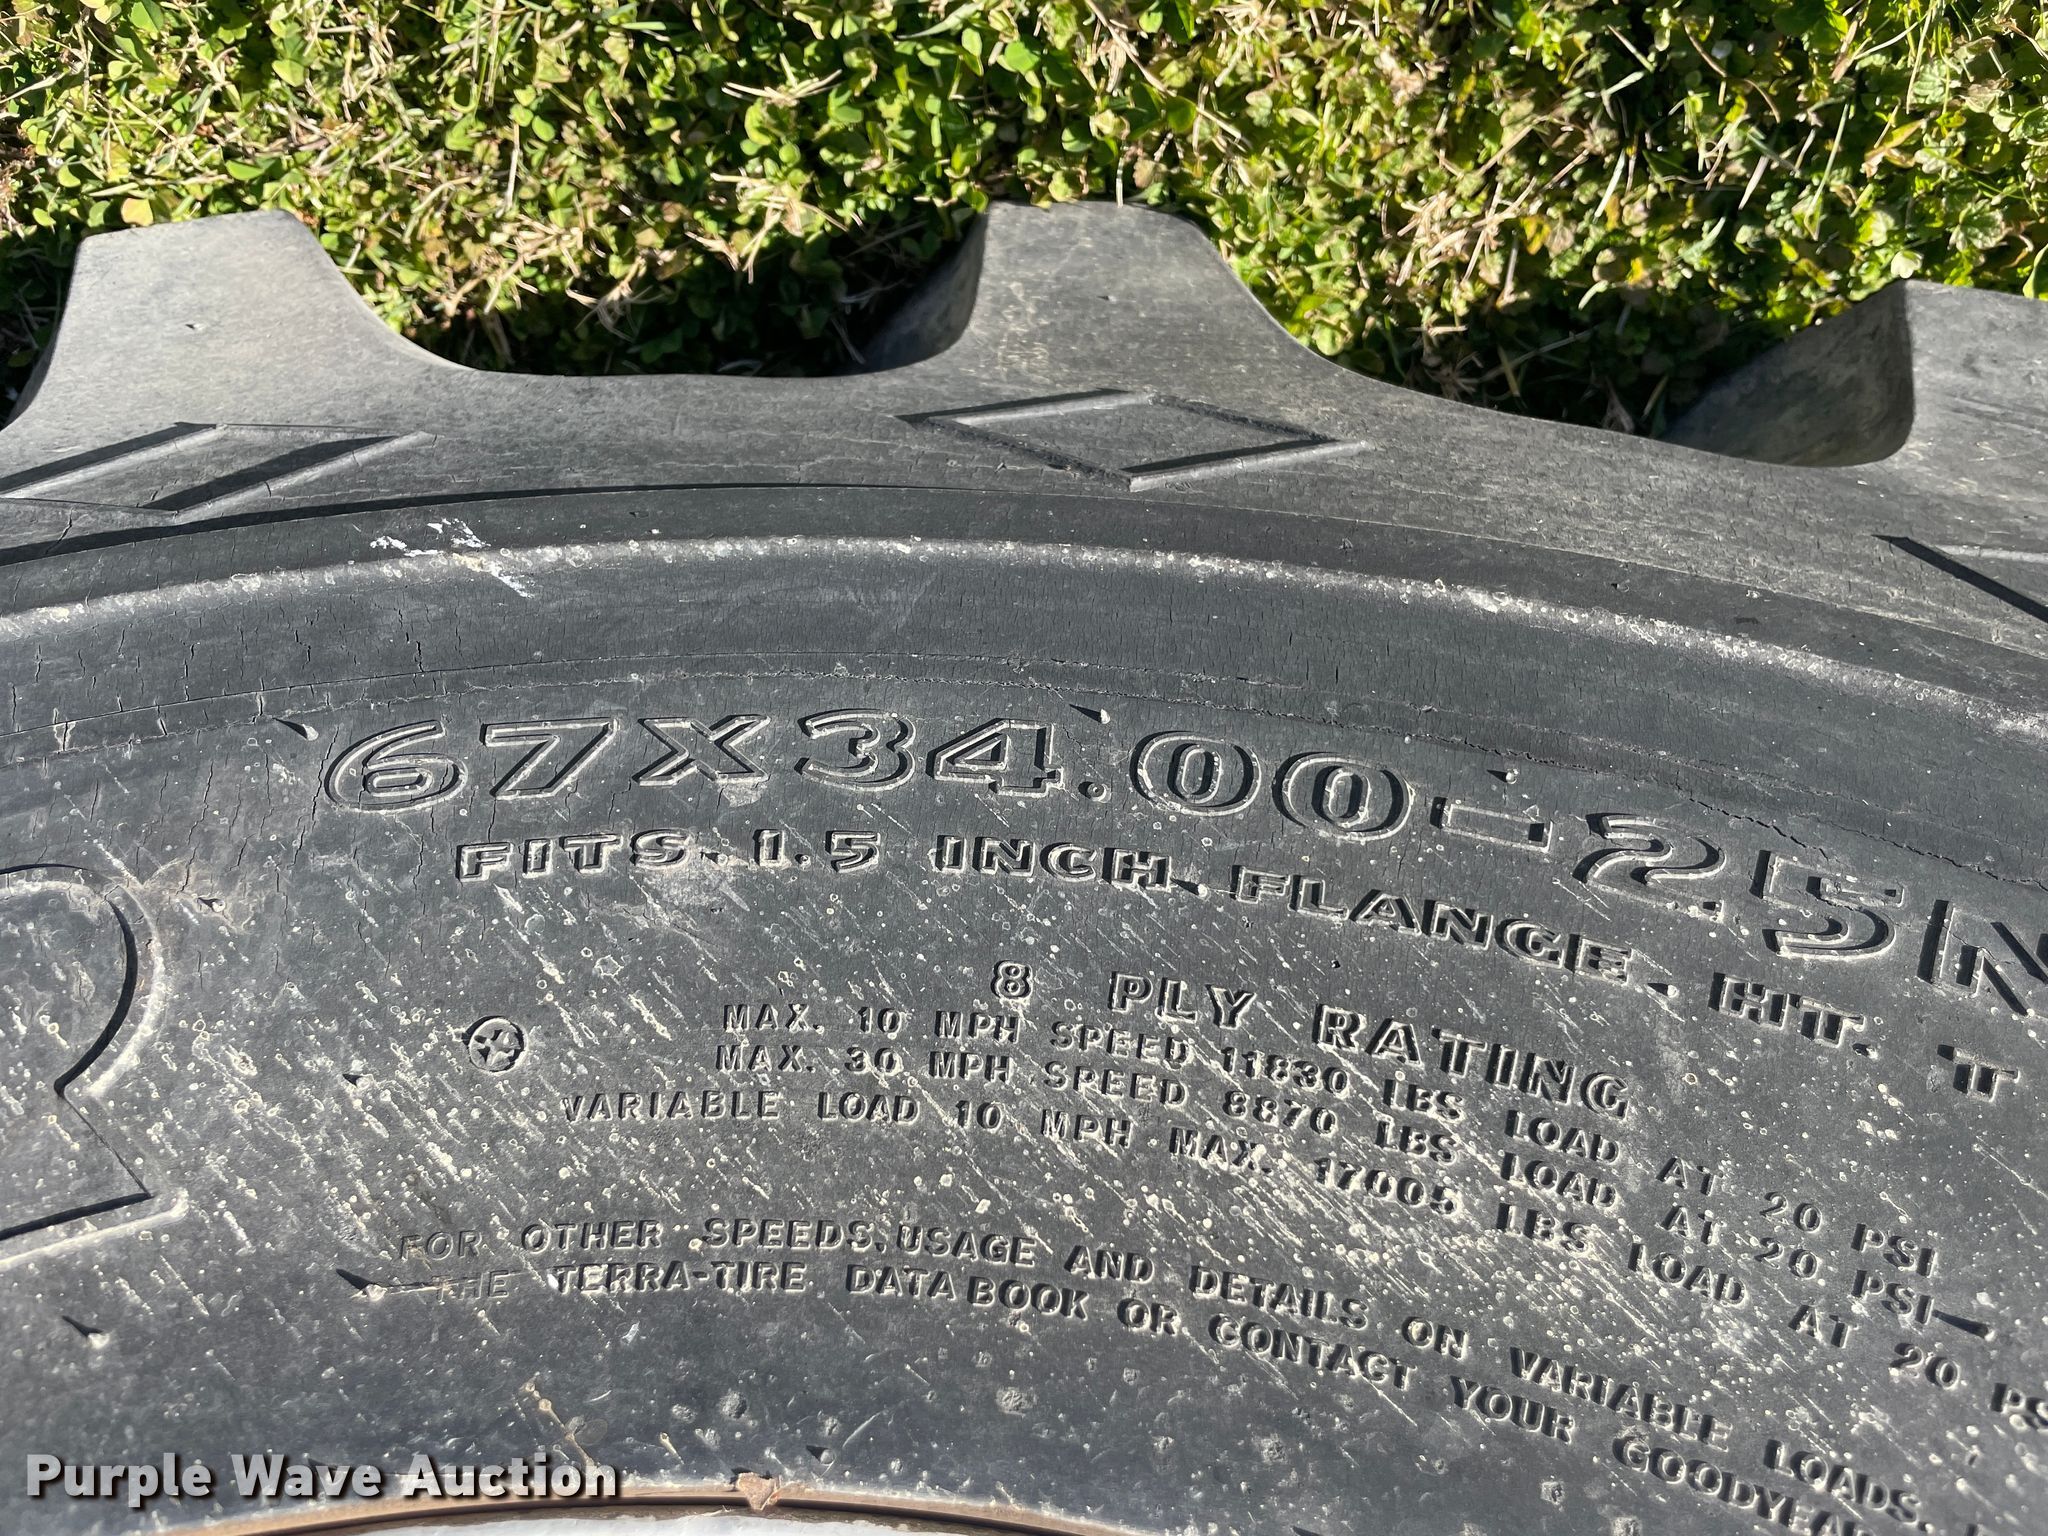 67X34.00-25N
FITS 1.5 INCH FLANGE HT. T
8 PLY RATING
MAX. 10 MPH SPEED 11830 LBS LOAD AT 20 PSI
MAX. 30 MPH SPEED 8870 LBS LOAD AT 20 PSI
VARIABLE LOAD 10 MPH MAX. 17005 LBS LOAD AT 20 PS
FOR OTHER SPEEDS, USAGE AND DETAILS ON VARIABLE LOADS,
THE TERRA-TIRE DATA BOOK OR CONTACT YOUR GOODYEA
Purple Wave Auction